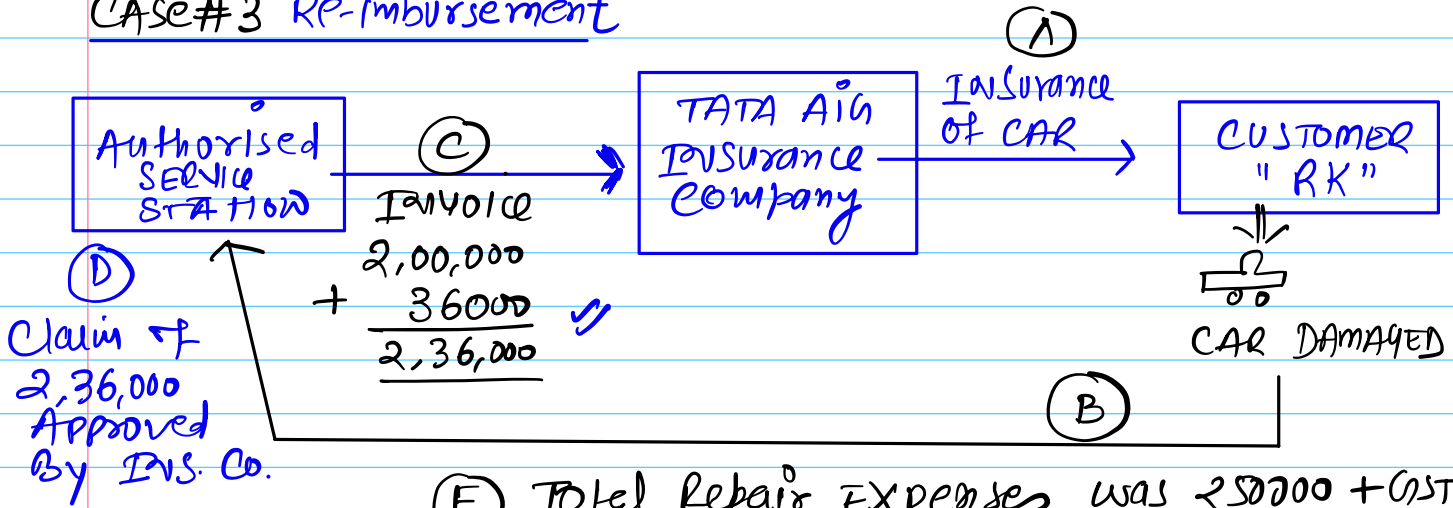 CASE#3 Re-imbursement
A
INSurance
OF CAR
Authorised
SERVICE
STATION
C
INVOICE
2,00,000
+ 36000
2,36,000
TATA AIG
INSurance
Company
CUSTOMER
"RK"
CAR DAMAGED
D
Claim of
2,36,000
Approved
By INS. Co.
B
E Total Repair Expenses was 250000 + GST